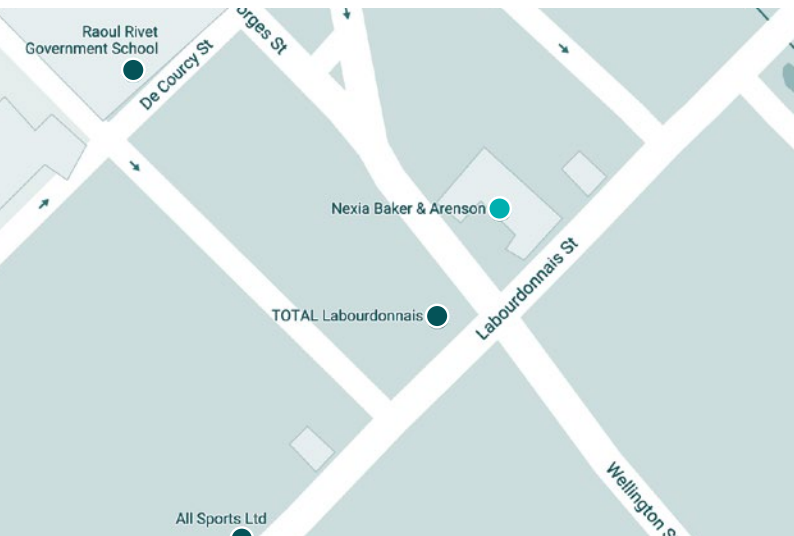 Raoul Rivet
Government School
De Courcy St
orges St
Nexia Baker & Arenson
Labourdonnais St
TOTAL Labourdonnais
Wellington S
All Sports Ltd